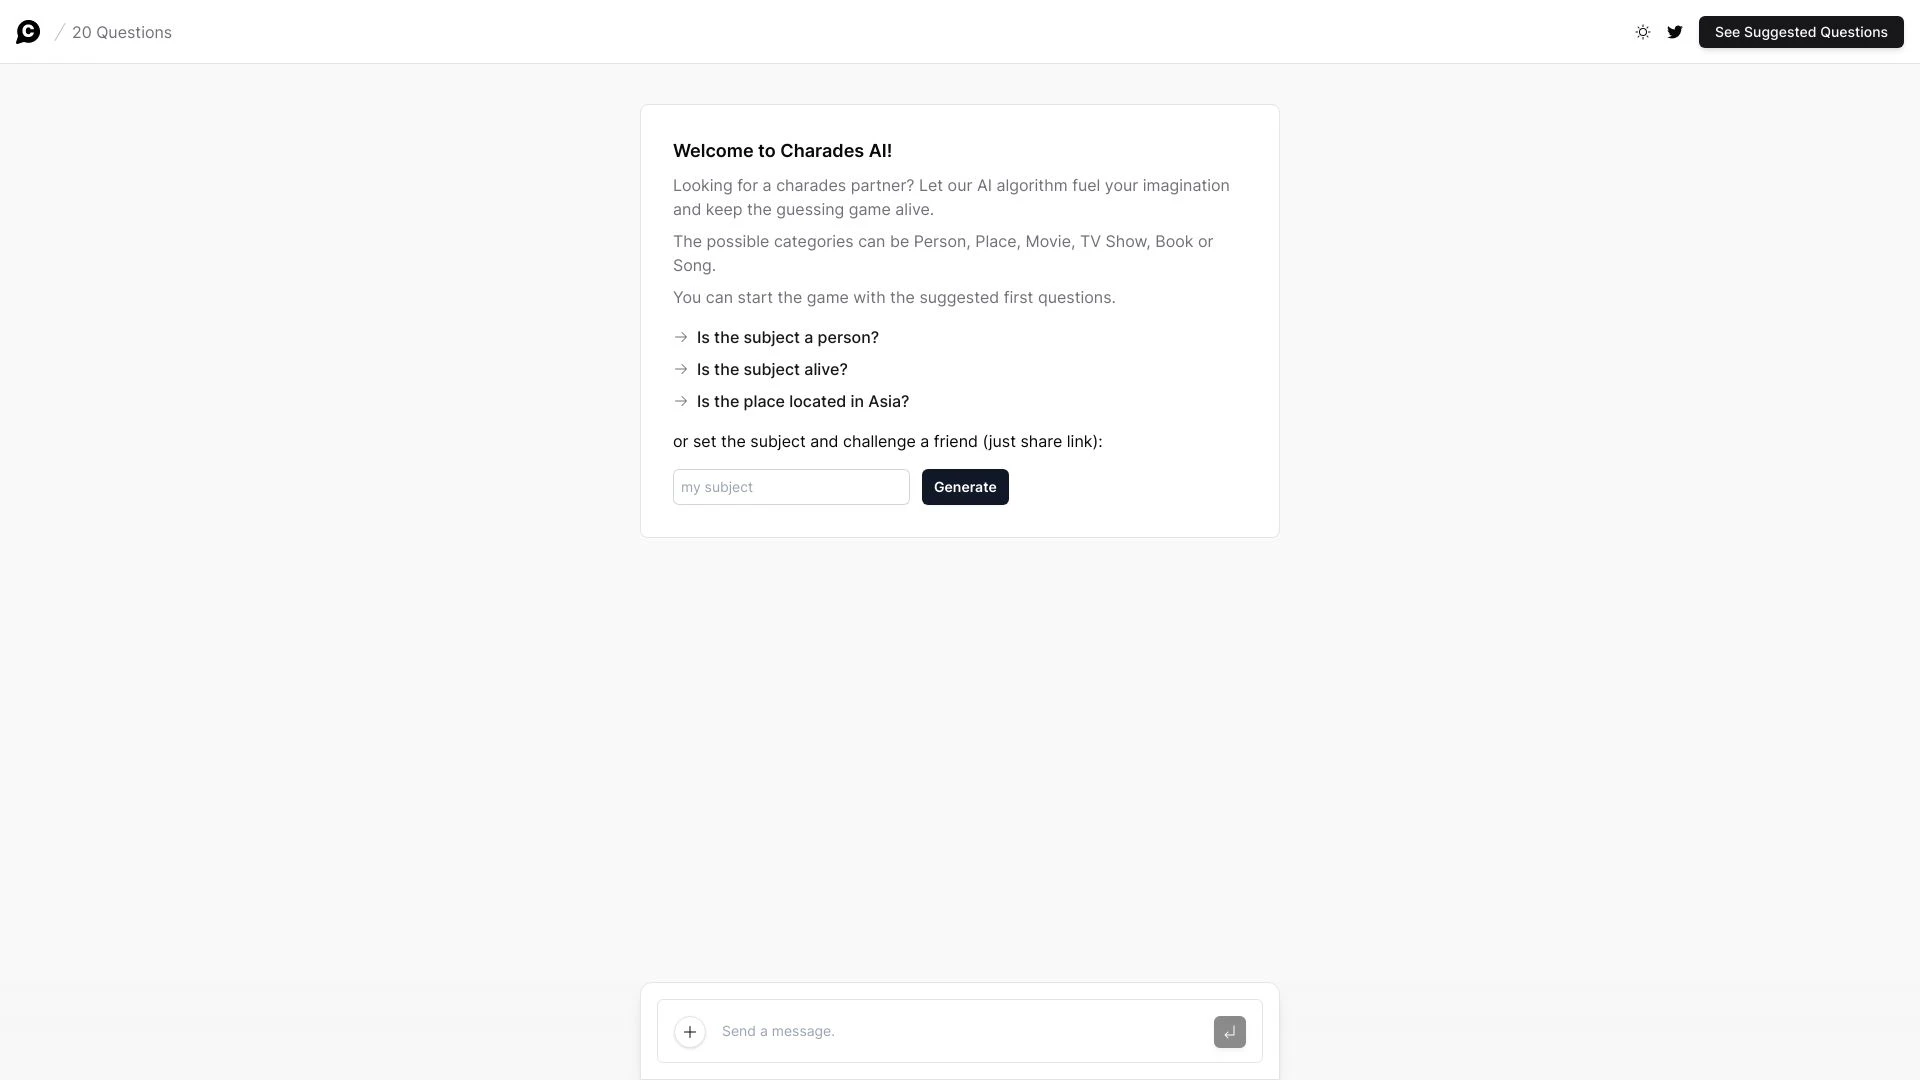 C / 20 Questions
See Suggested Questions
Welcome to Charades AI!
Looking for a charades partner? Let our AI algorithm fuel your imagination
and keep the guessing game alive.
The possible categories can be Person, Place, Movie, TV Show, Book or
Song.
You can start the game with the suggested first questions.
Is the subject a person?
Is the subject alive?
Is the place located in Asia?
or set the subject and challenge a friend (just share link):
my subject
Generate
Send a message.